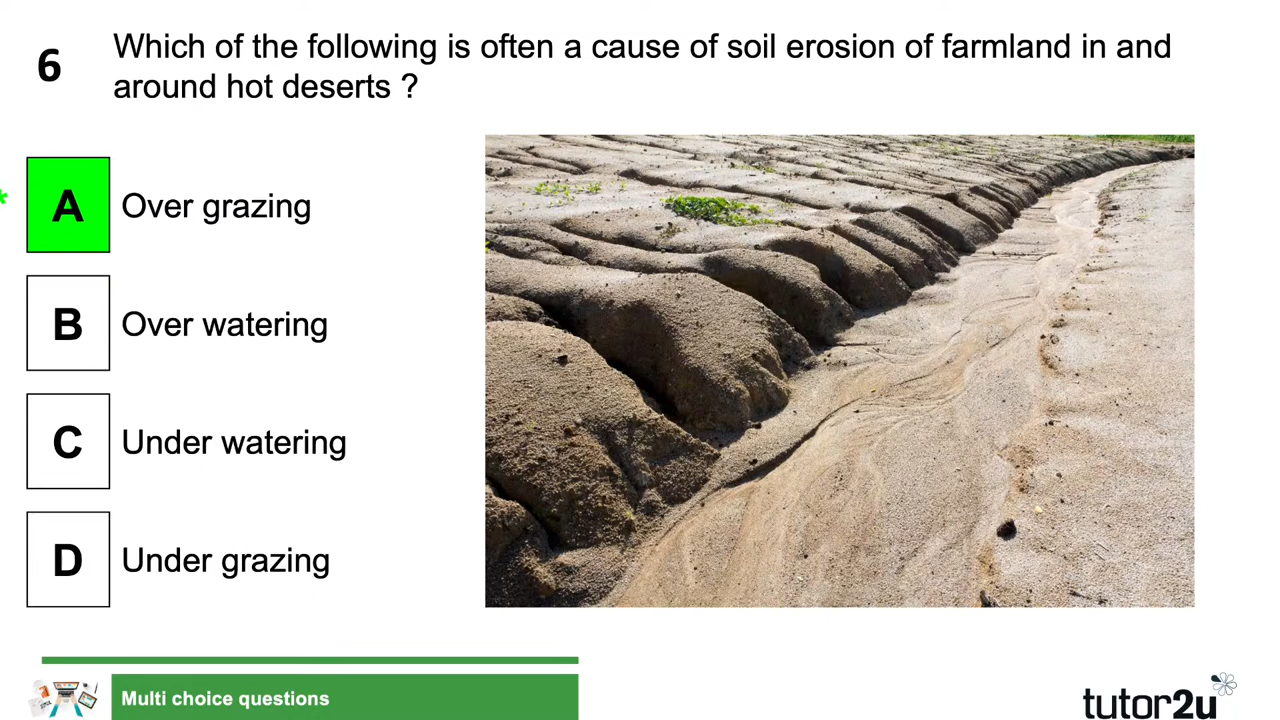 6
Which of the following is often a cause of soil erosion of farmland in and
around hot deserts ?
*
A Over grazing
B Over watering
C Under watering
D Under grazing
Multi choice questions
tutor2u